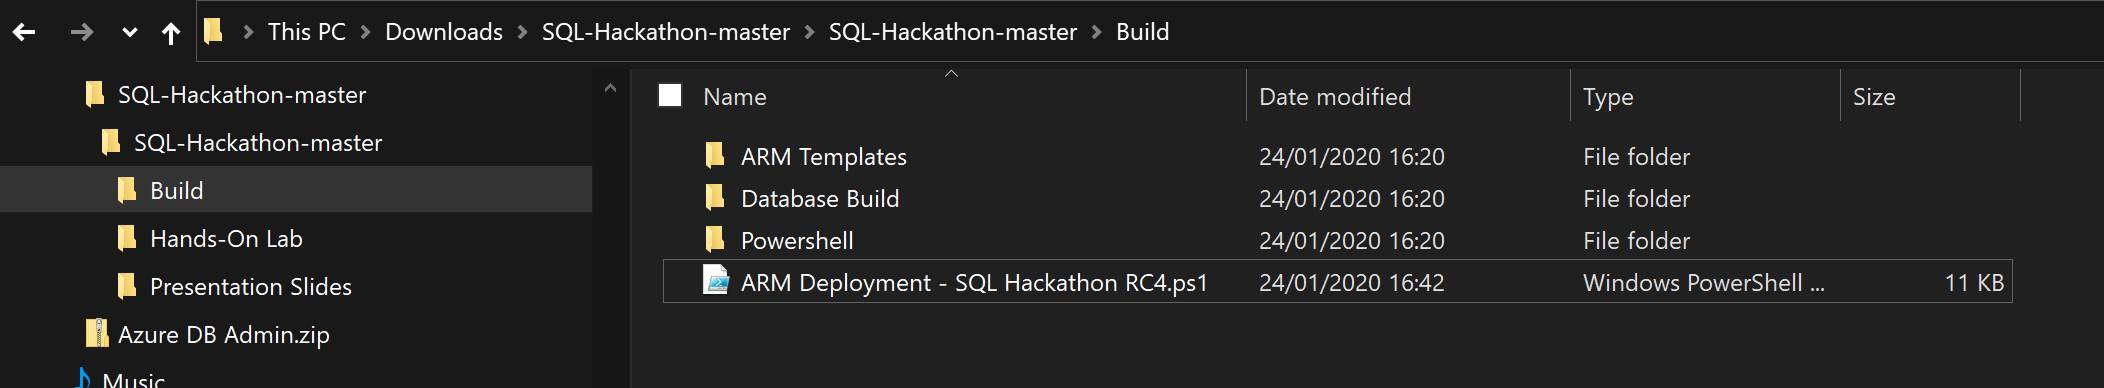 This PC > Downloads > SQL-Hackathon-master > SQL-Hackathon-master > Build
SQL-Hackathon-master
SQL-Hackathon-master
Build
Hands-On Lab
Presentation Slides
Azure DB Admin.zip
Music
Name Date modified Type Size
ARM Templates 24/01/2020 16:20 File folder
Database Build 24/01/2020 16:20 File folder
Powershell 24/01/2020 16:20 File folder
ARM Deployment - SQL Hackathon RC4.ps1 24/01/2020 16:42 Windows PowerShell ... 11 KB